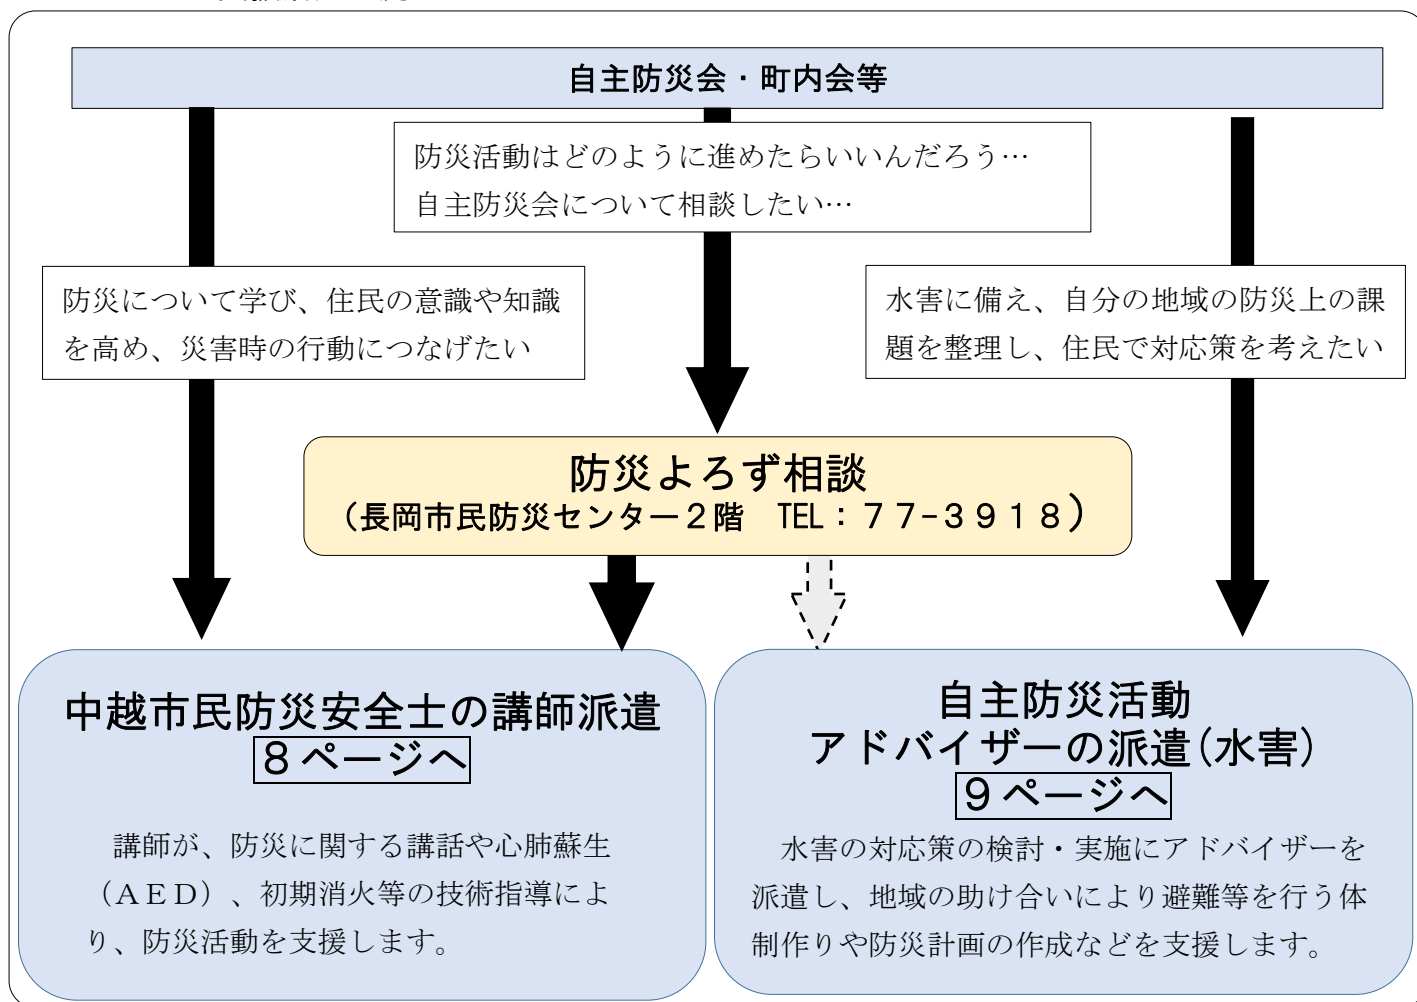 自主防災会・町内会等
防災活動はどのように進めたらいいんだろう…
自主防災会について相談したい…
防災について学び、住民の意識や知識
を高め、災害時の行動につなげたい
水害に備え、自分の地域の防災上の課
題を整理し、住民で対応策を考えたい
防災よろず相談
（長岡市民防災センター２階　TEL：７７-３９１８）
中越市民防災安全士の講師派遣
８ページへ
講師が、防災に関する講話や心肺蘇生
（ＡＥＤ）、初期消火等の技術指導によ
り、防災活動を支援します。
自主防災活動
アドバイザーの派遣(水害)
９ページへ
水害の対応策の検討・実施にアドバイザーを
派遣し、地域の助け合いにより避難等を行う体
制作りや防災計画の作成などを支援します。